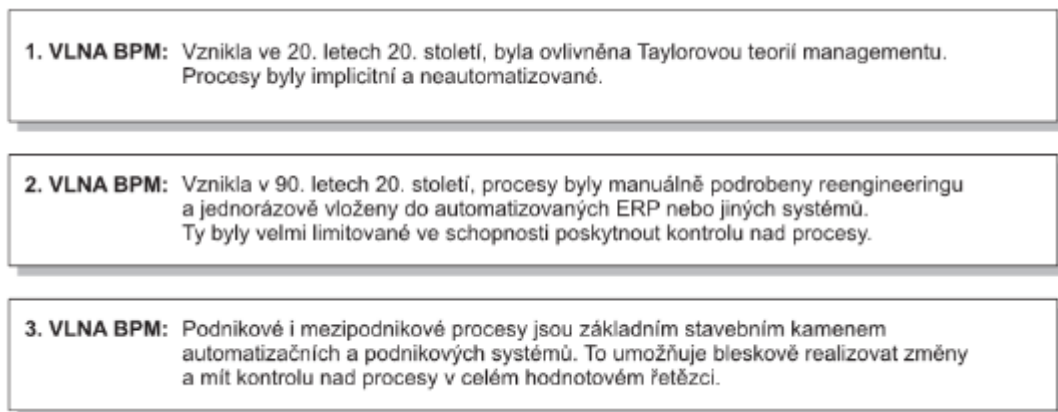 1. VLNA BPM: Vznikla ve 20. letech 20. století, byla ovlivněna Taylorovou teorií managementu.
Procesy byly implicitní a neautomatizované.
2. VLNA BPM: Vznikla v 90. letech 20. století, procesy byly manuálně podrobeny reengineeringu
a jednorázově vloženy do automatizovaných ERP nebo jiných systémů.
Ty byly velmi limitované ve schopnosti poskytnout kontrolu nad procesy.
3. VLNA BPM: Podnikové i mezipodnikové procesy jsou základním stavebním kamenem
automatizačních a podnikových systémů. To umožňuje bleskově realizovat změny
a mít kontrolu nad procesy v celém hodnotovém řetězci.